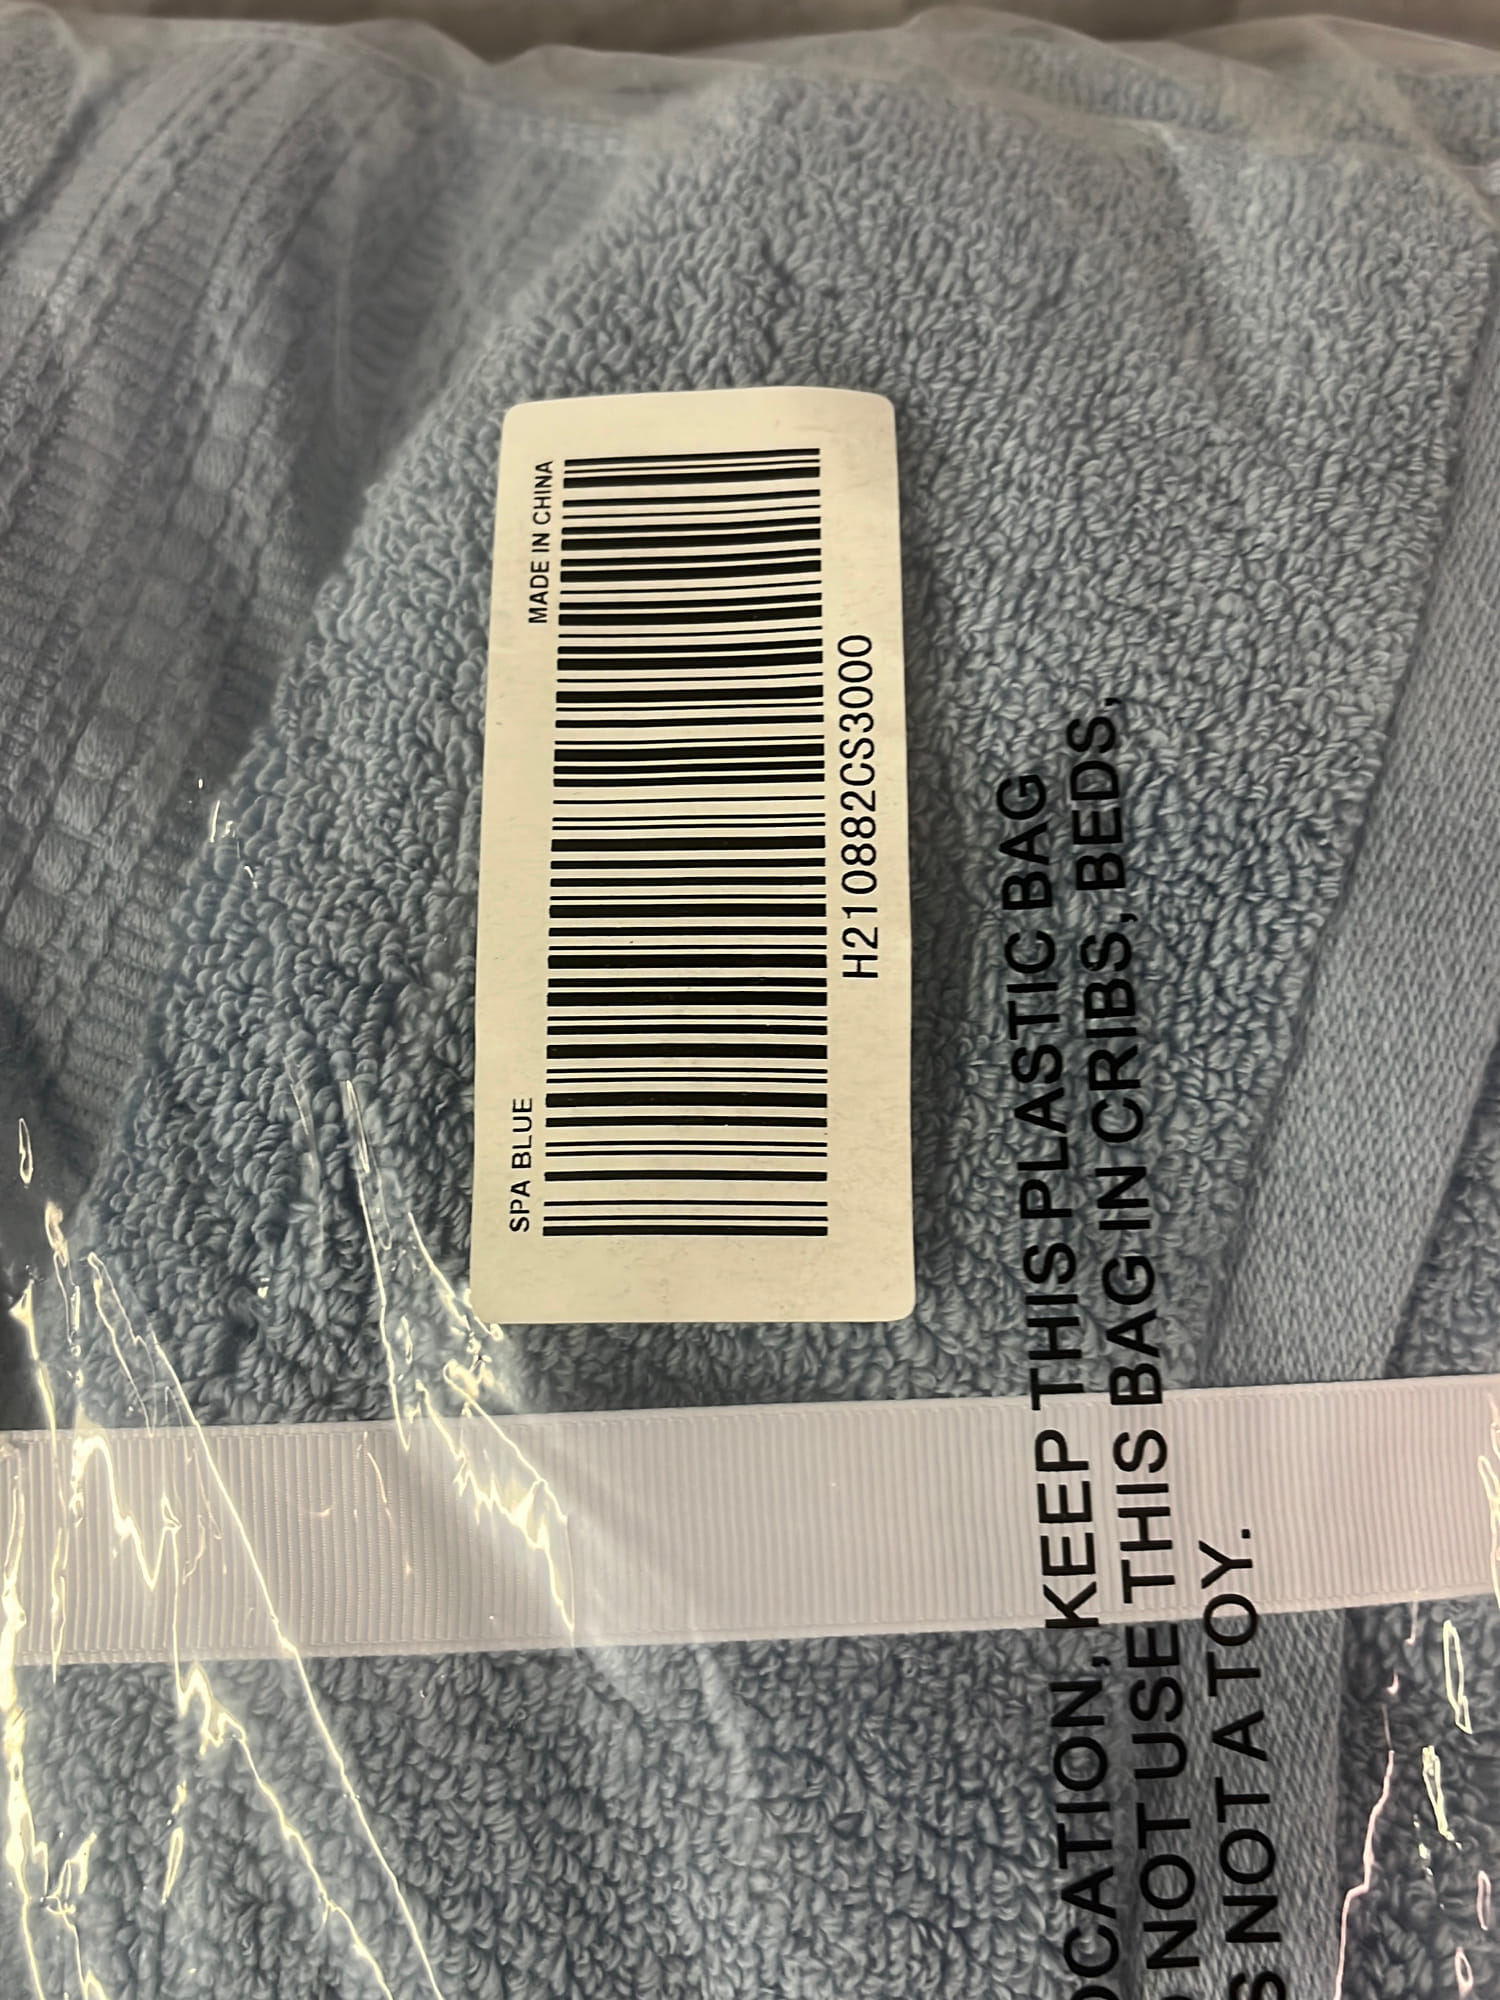 SPA BLUE MADE IN CHINA
H210882CS3000
OCATION, KEEP THIS PLASTIC BAG
NOT USE THIS BAG IN CRIBS, BEDS,
S NOT A TOY.